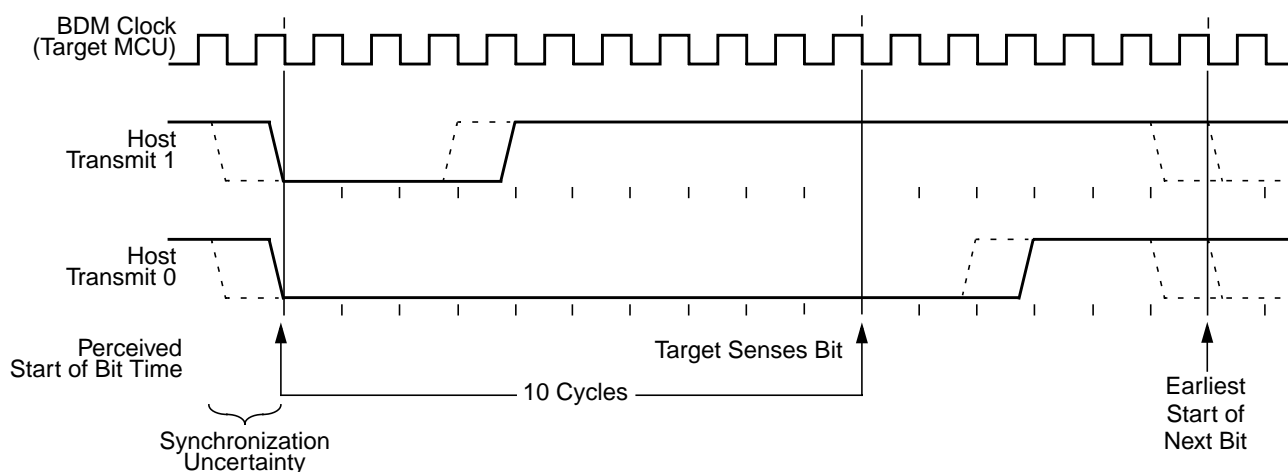 BDM Clock
(Target MCU)
Host
Transmit 1
Host
Transmit 0
Perceived
Start of Bit Time
Target Senses Bit
10 Cycles
Earliest
Start of
Next Bit
Synchronization
Uncertainty